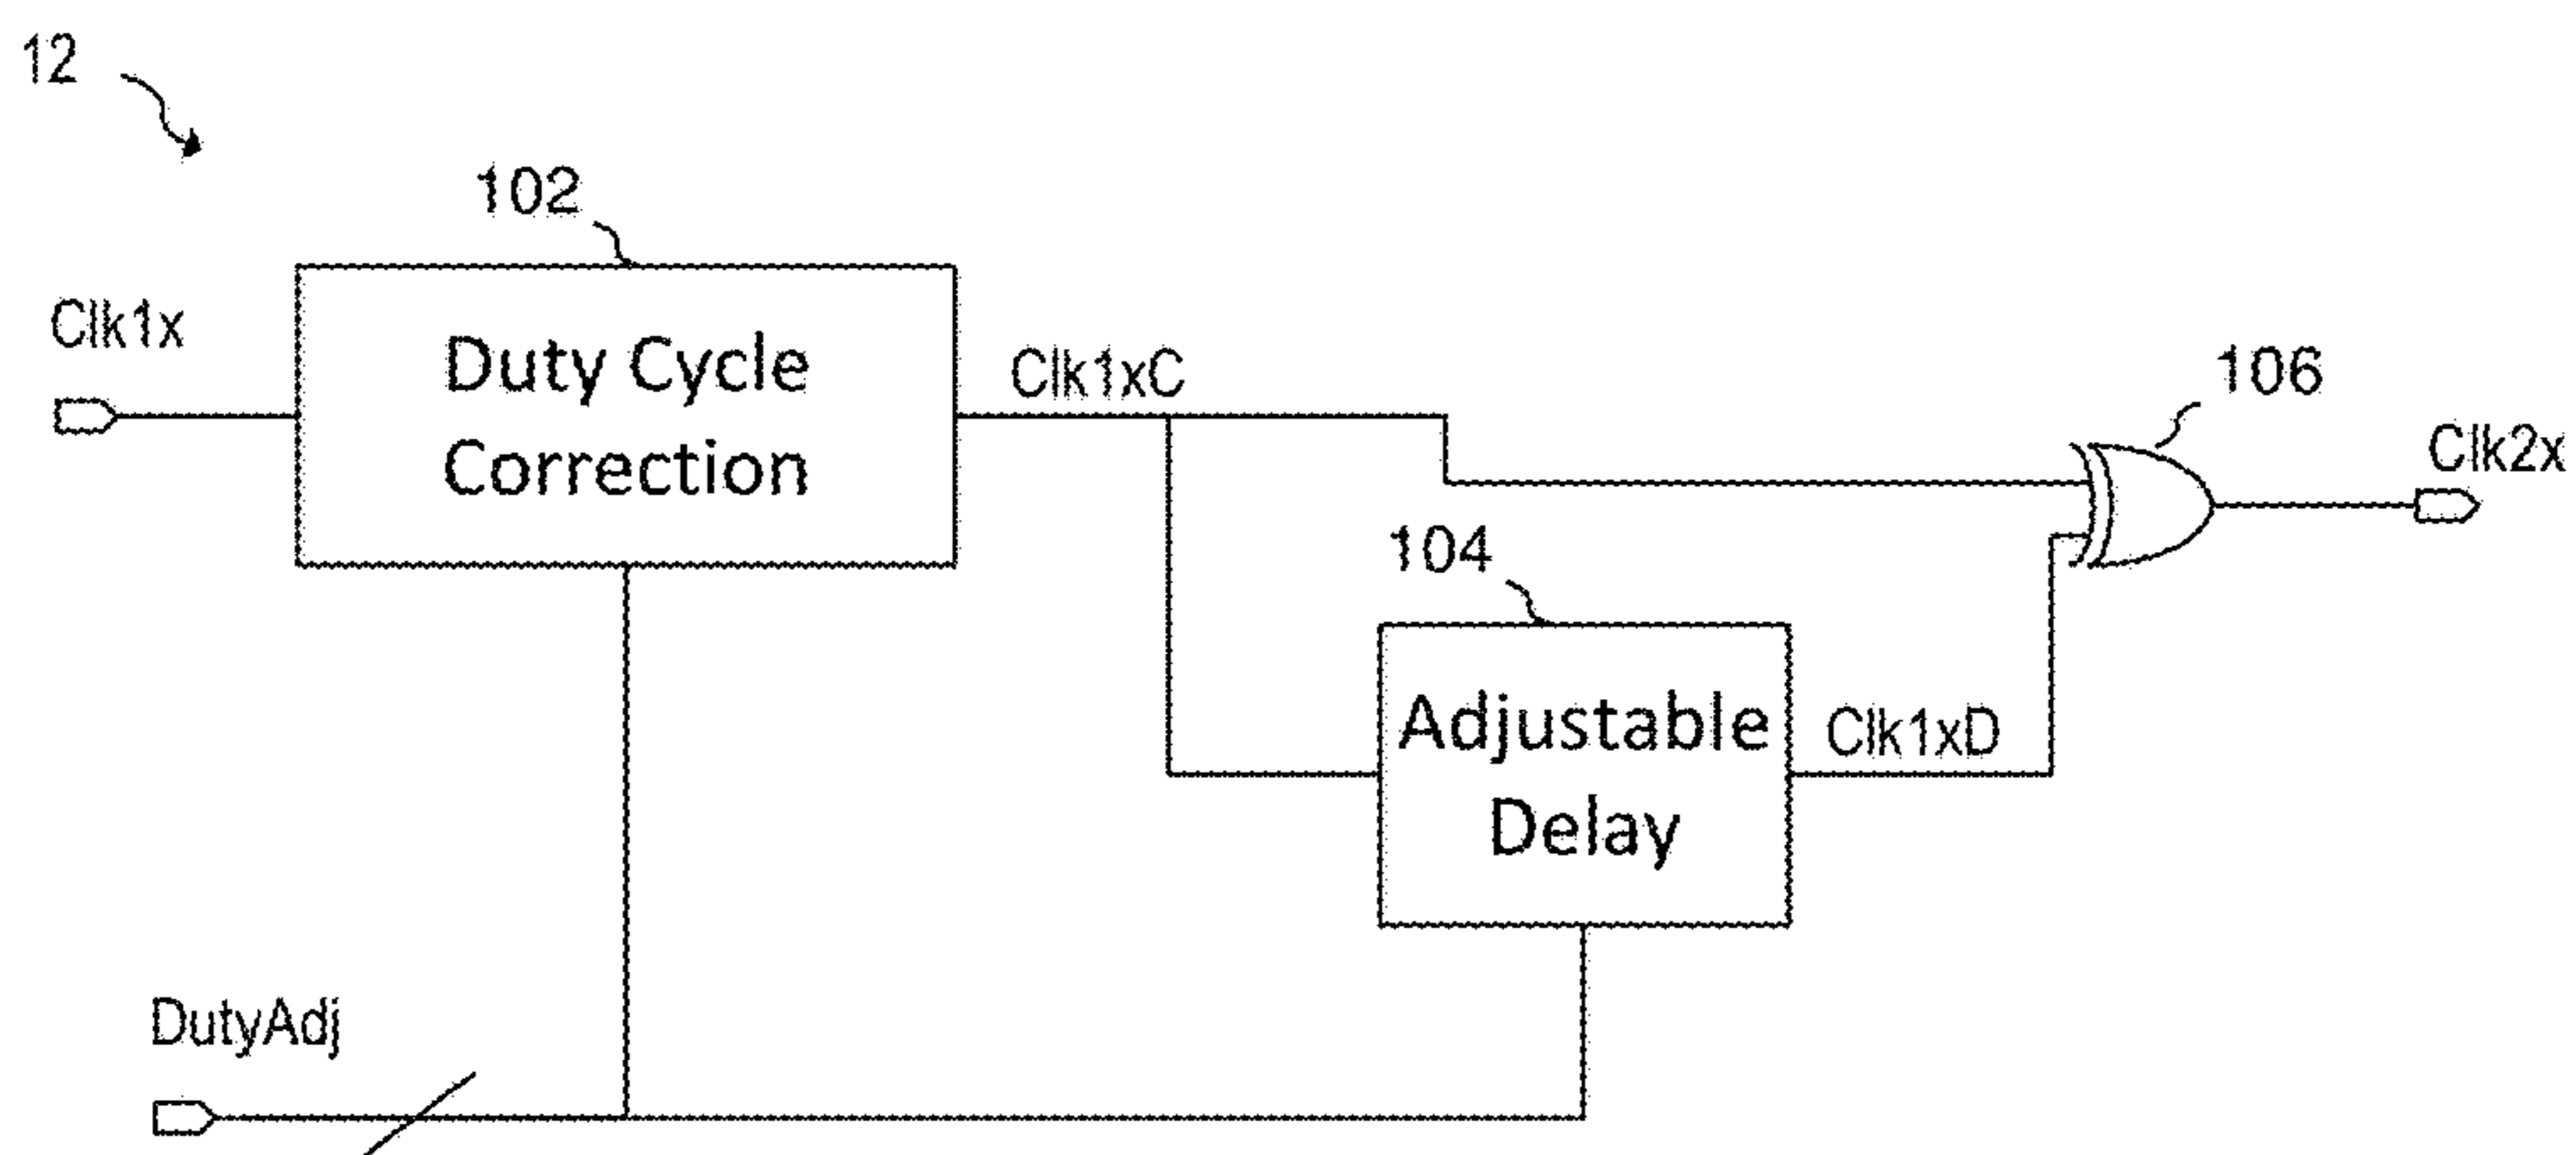 12
102
Clk1x
Duty Cycle
Correction
Clk1xC
106
Clk2x
104
Adjustable
Delay
Clk1xD
DutyAdj